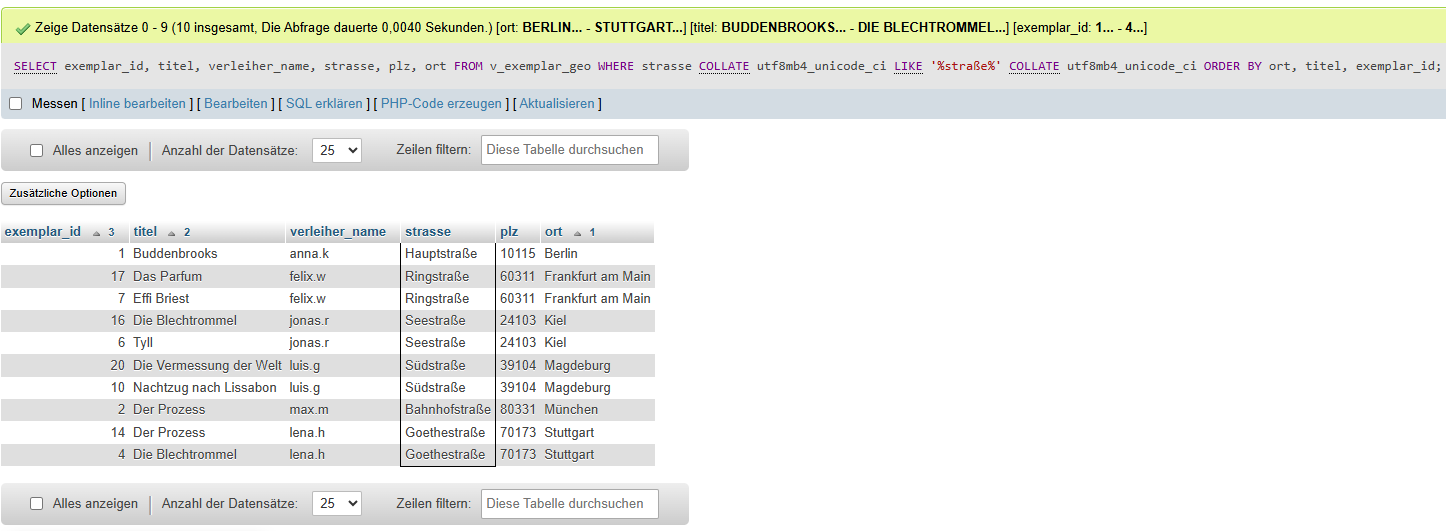 Zeige Datensätze 0 - 9 (10 insgesamt, Die Abfrage dauerte 0,0040 Sekunden.) [ort: BERLIN... - STUTTGART...] [titel: BUDDENBROOKS... - DIE BLECHTROMMEL...] [exemplar_id: 1... - 4...]
SELECT exemplar_id, titel, verleiher_name, strasse, plz, ort FROM v_exemplar_geo WHERE strasse COLLATE utf8mb4_unicode_ci LIKE '%straße%' COLLATE utf8mb4_unicode_ci ORDER BY ort, titel, exemplar_id;
Messen [ Inline bearbeiten ] [ Bearbeiten ] [ SQL erklären ] [ PHP-Code erzeugen ] [ Aktualisieren ]
Alles anzeigen Anzahl der Datensätze: 25 Zeilen filtern: Diese Tabelle durchsuchen
Zusätzliche Optionen
exemplar_id 3 titel 2 verleiher_name strasse plz ort 1
1 Buddenbrooks anna.k Hauptstraße 10115 Berlin
17 Das Parfum felix.w Ringstraße 60311 Frankfurt am Main
7 Effi Briest felix.w Ringstraße 60311 Frankfurt am Main
16 Die Blechtrommel jonas.r Seestraße 24103 Kiel
6 Tyll jonas.r Seestraße 24103 Kiel
20 Die Vermessung der Welt luis.g Südstraße 39104 Magdeburg
10 Nachtzug nach Lissabon luis.g Südstraße 39104 Magdeburg
2 Der Prozess max.m Bahnhofstraße 80331 München
14 Der Prozess lena.h Goethestraße 70173 Stuttgart
4 Die Blechtrommel lena.h Goethestraße 70173 Stuttgart
Alles anzeigen Anzahl der Datensätze: 25 Zeilen filtern: Diese Tabelle durchsuchen